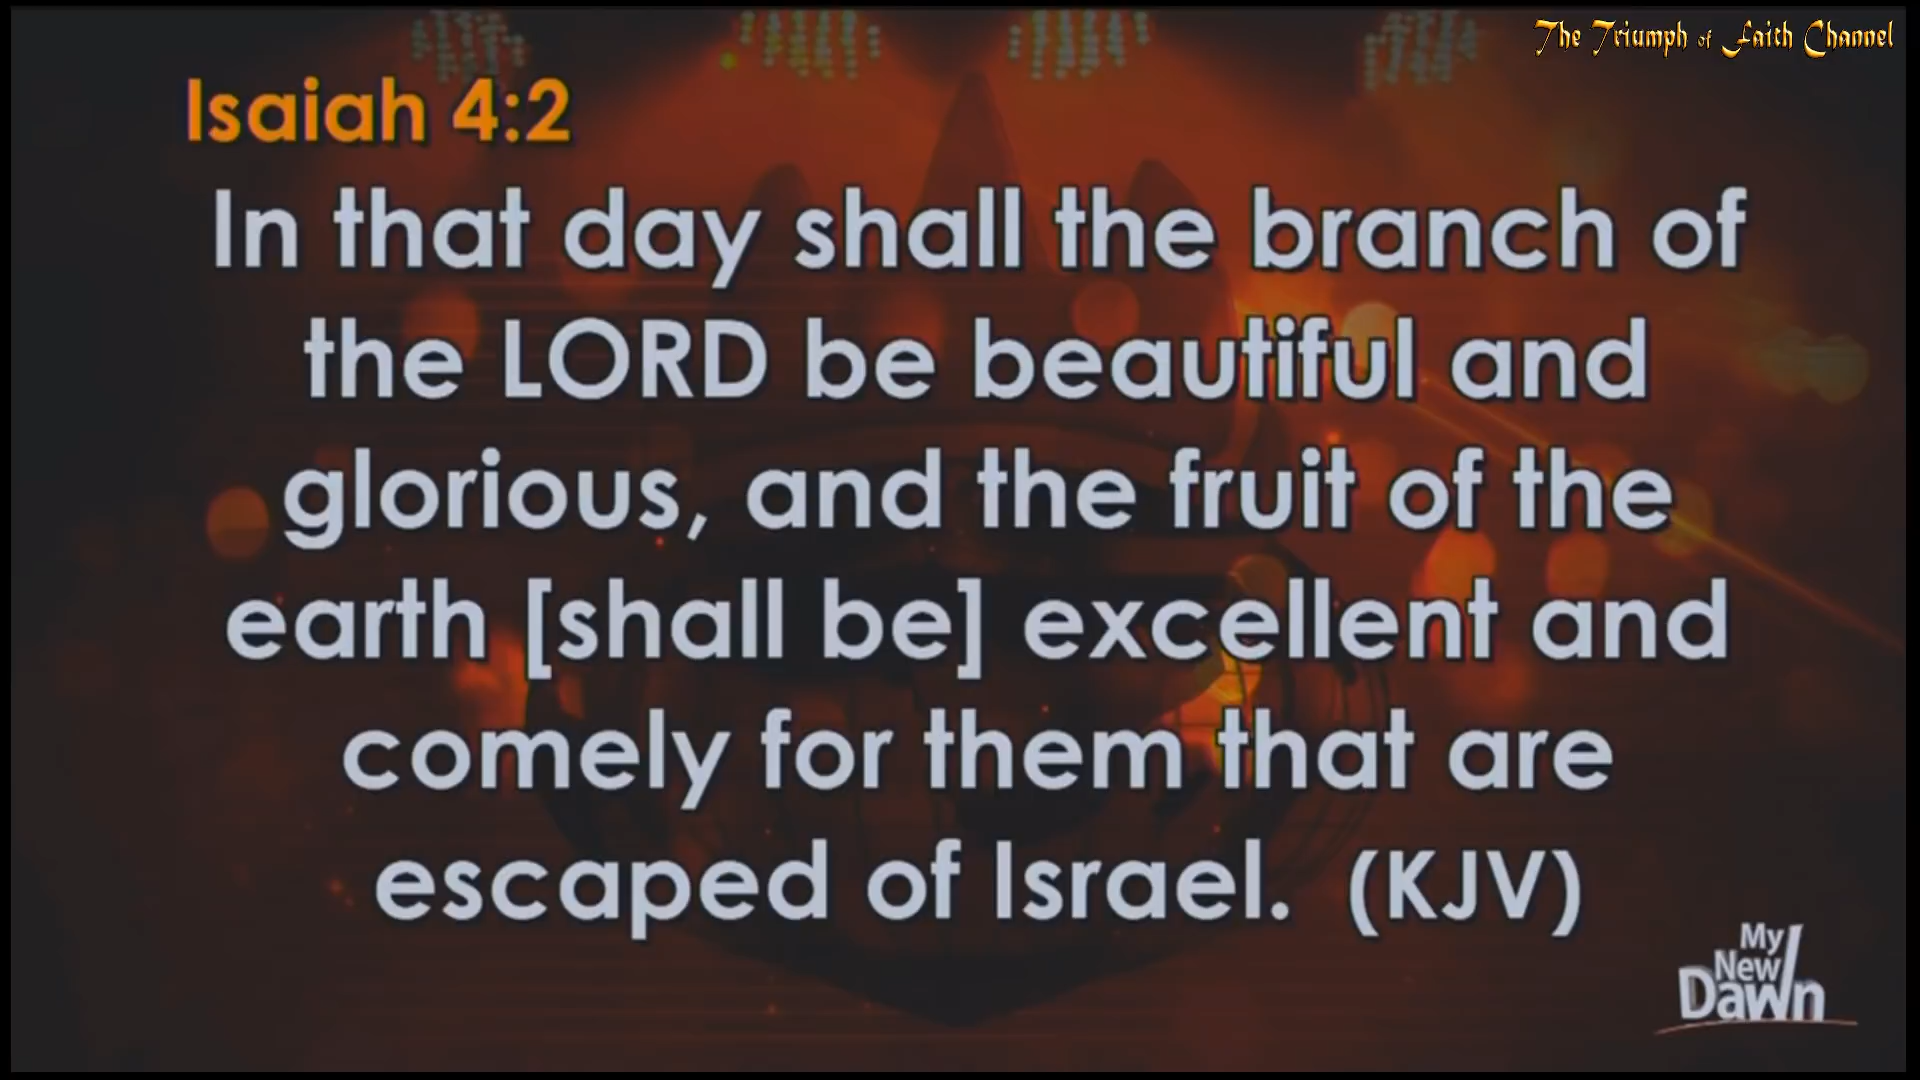 The Triumph of Faith Channel
Isaiah 4:2
In that day shall the branch of
the LORD be beautiful and
glorious, and the fruit of the
earth [shall be] excellent and
comely for them that are
escaped of Israel. (KJV)
My
New
Dawn